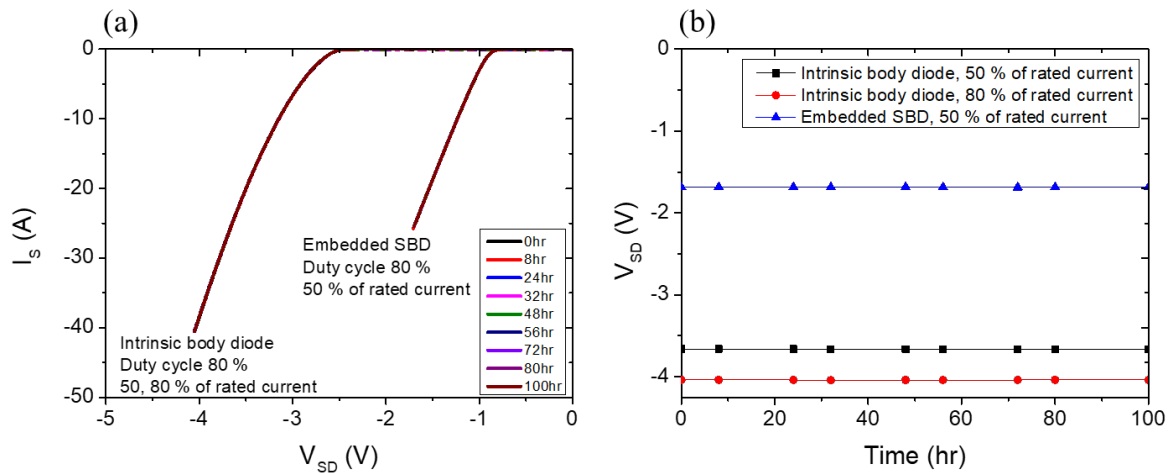 (a)
0
-10
-20
-30
-40
-50
I_S (A)
-5 -4 -3 -2 -1 0
V_SD (V)
Embedded SBD
Duty cycle 80 %
50 % of rated current
Intrinsic body diode
Duty cycle 80 %
50, 80 % of rated current
0hr
8hr
24hr
32hr
48hr
56hr
72hr
80hr
100hr
(b)
0
-1
-2
-3
-4
V_SD (V)
0 20 40 60 80 100
Time (hr)
Intrinsic body diode, 50 % of rated current
Intrinsic body diode, 80 % of rated current
Embedded SBD, 50 % of rated current